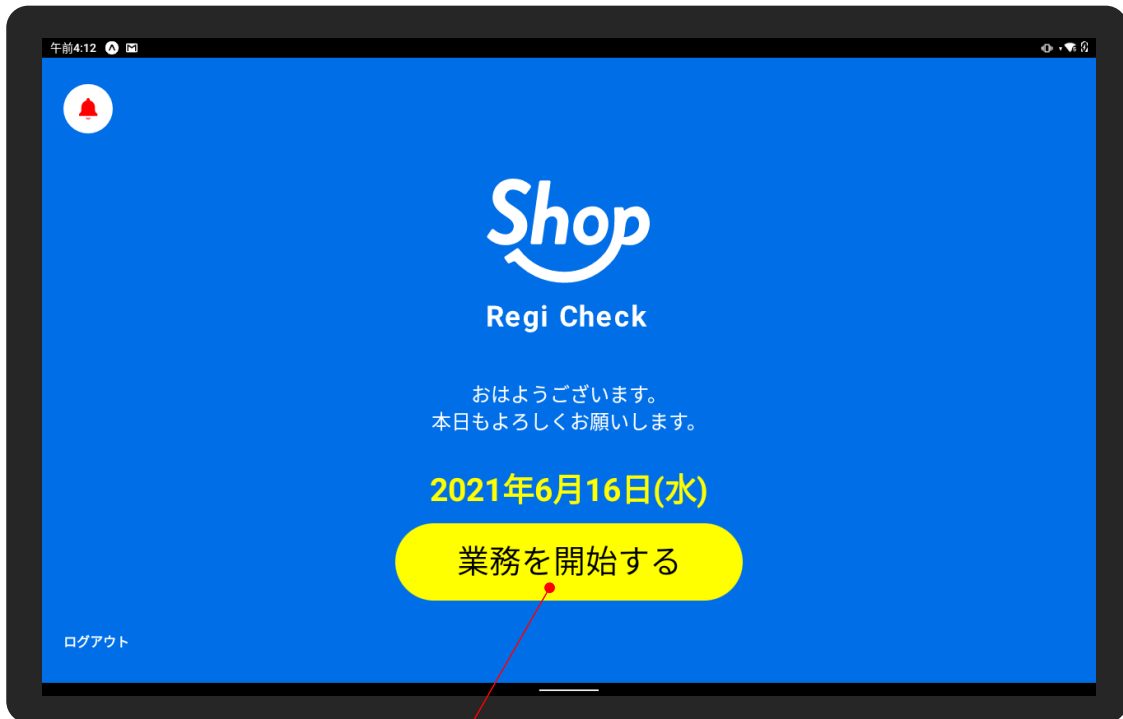 午前4:12
Shop
Regi Check
おはようございます。
本日もよろしくお願いします。
2021年6月16日(水)
業務を開始する
ログアウト